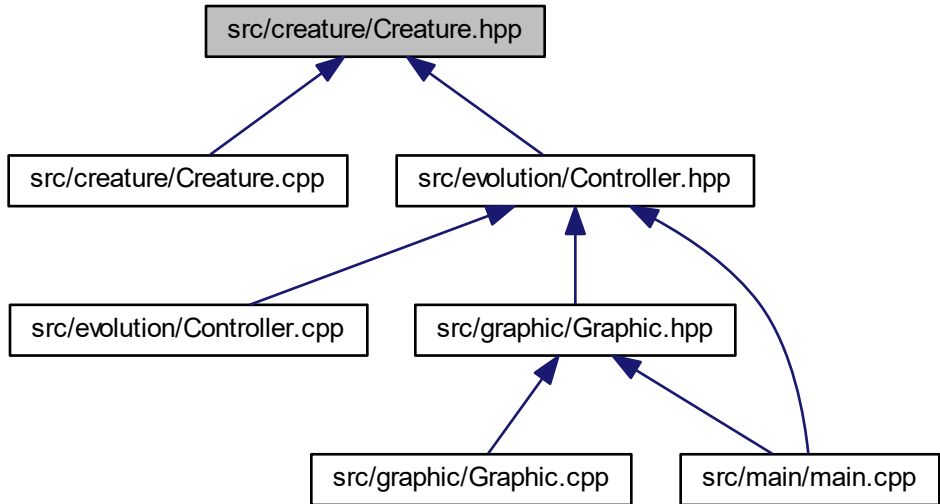 src/creature/Creature.hpp
src/creature/Creature.cpp
src/evolution/Controller.hpp
src/evolution/Controller.cpp
src/graphic/Graphic.hpp
src/graphic/Graphic.cpp
src/main/main.cpp